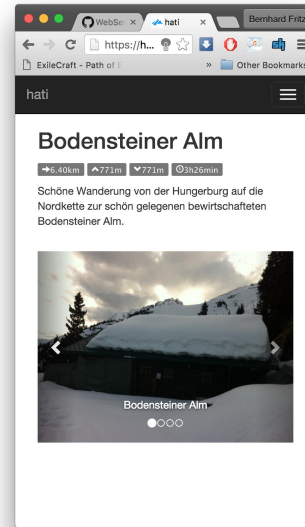 WebSer
hati
Bernhard Fritz
https://h...
ExileCraft - Path of E
»
Other Bookmarks
hati
Bodensteiner Alm
6,40km 771m 771m 3h26min
Schöne Wanderung von der Hungerburg auf die
Nordkette zur schön gelegenen bewirtschafteten
Bodensteiner Alm.
Bodensteiner Alm